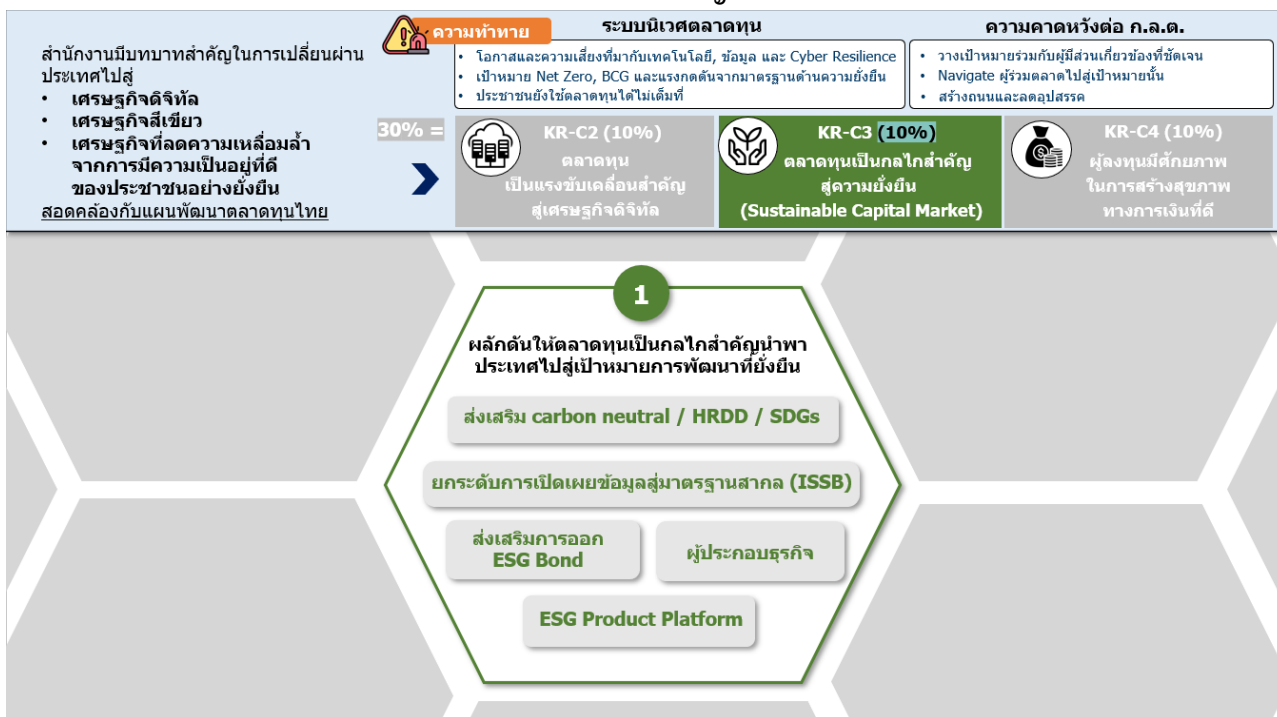 สำนักงานมีบทบาทสำคัญในการเปลี่ยนผ่าน
ประเทศไปสู่
• เศรษฐกิจดิจิทัล
• เศรษฐกิจสีเขียว
• เศรษฐกิจที่ลดความเหลื่อมล้ำ
จากการมีความเป็นอยู่ที่ดี
ของประชาชนอย่างยั่งยืน
สอดคล้องกับแผนพัฒนาตลาดทุนไทย
ความท้าทาย
ระบบนิเวศตลาดทุน
• โอกาสและความเสี่ยงที่มากับเทคโนโลยี, ข้อมูล และ Cyber Resilience
• เป้าหมาย Net Zero, BCG และแรงกดดันจากมาตรฐานด้านความยั่งยืน
• ประชาชนยังใช้ตลาดทุนได้ไม่เต็มที่
ความคาดหวังต่อ ก.ล.ต.
• วางเป้าหมายร่วมกับผู้มีส่วนเกี่ยวข้องที่ชัดเจน
• Navigate ผู้ร่วมตลาดไปสู่เป้าหมายนั้น
• สร้างถนนและลดอุปสรรค
30% =
KR-C2 (10%)
ตลาดทุน
เป็นแรงขับเคลื่อนสำคัญ
สู่เศรษฐกิจดิจิทัล
KR-C3 (10%)
ตลาดทุนเป็นกลไกสำคัญ
สู่ความยั่งยืน
(Sustainable Capital Market)
KR-C4 (10%)
ผู้ลงทุนมีศักยภาพ
ในการสร้างสุขภาพ
ทางการเงินที่ดี
1
ผลักดันให้ตลาดทุนเป็นกลไกสำคัญนำพา
ประเทศไปสู่เป้าหมายการพัฒนาที่ยั่งยืน
ส่งเสริม carbon neutral / HRDD / SDGs
ยกระดับการเปิดเผยข้อมูลสู่มาตรฐานสากล (ISSB)
ส่งเสริมการออก
ESG Bond
ผู้ประกอบธุรกิจ
ESG Product Platform